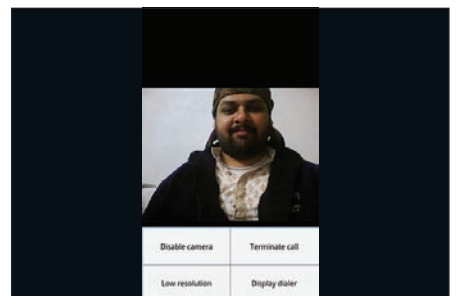 Disable camera
Terminate call
Low resolution
Display dialer